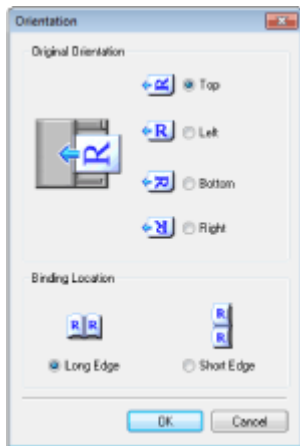 Orientation
Original Orientation
R
R Top
R Left
R Bottom
R Right
Binding Location
R R
R
R
Long Edge Short Edge
OK Cancel